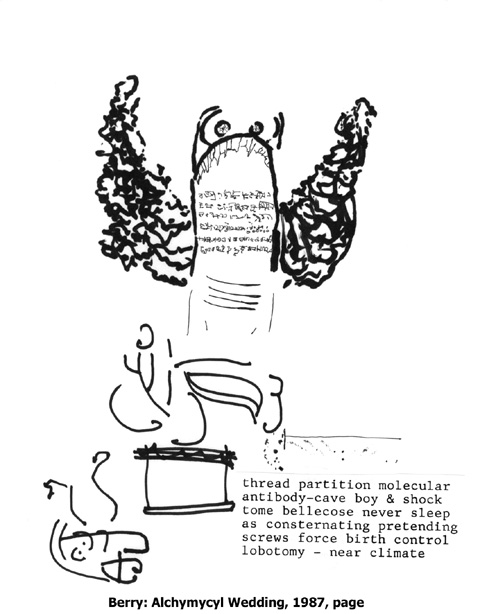 thread partition molecular
antibody-cave boy & shock
tome bellecose never sleep
as consternating pretending
screws force birth control
lobotomy - near climate
Berry: Alchymycyl Wedding, 1987, page